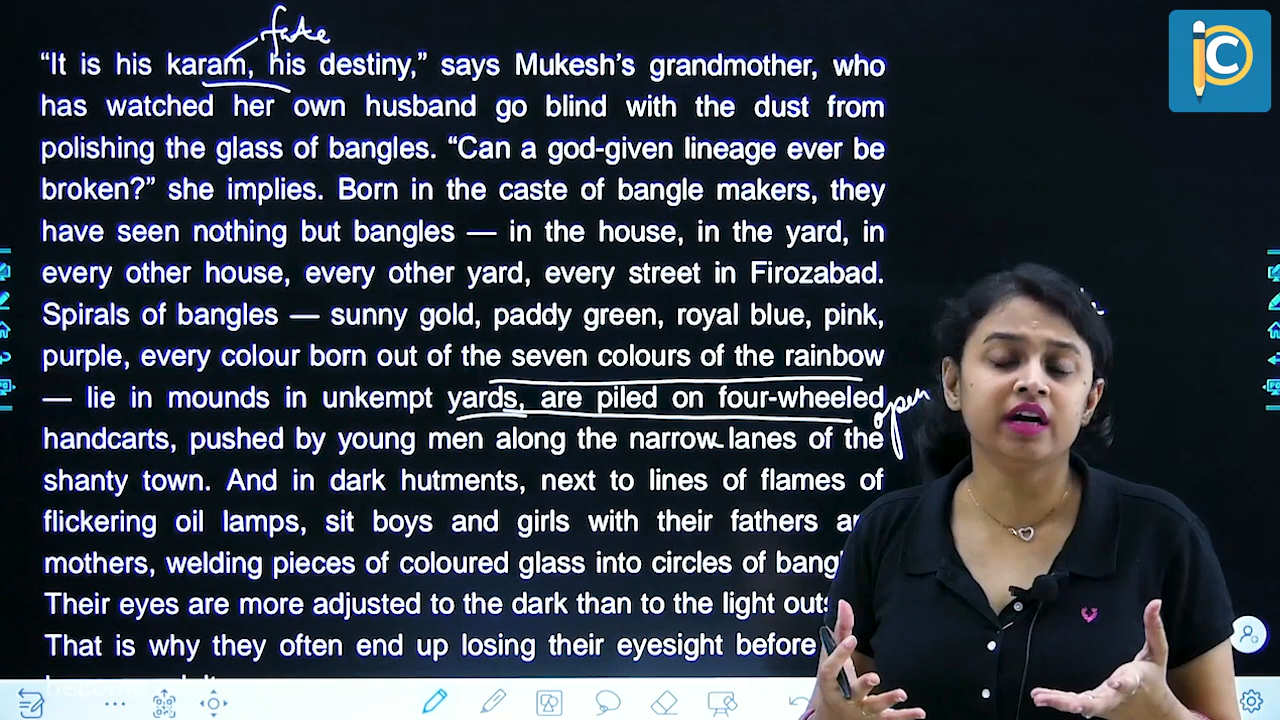 fate
“It is his karam, his destiny,” says Mukesh’s grandmother, who
has watched her own husband go blind with the dust from
polishing the glass of bangles. “Can a god-given lineage ever be
broken?” she implies. Born in the caste of bangle makers, they
have seen nothing but bangles — in the house, in the yard, in
every other house, every other yard, every street in Firozabad.
Spirals of bangles — sunny gold, paddy green, royal blue, pink,
purple, every colour born out of the seven colours of the rainbow
— lie in mounds in unkempt yards, are piled on four-wheeled
open
handcarts, pushed by young men along the narrow lanes of the
shanty town. And in dark hutments, next to lines of flames of
flickering oil lamps, sit boys and girls with their fathers
mothers, welding pieces of coloured glass into circles of
Their eyes are more adjusted to the dark than to the light
That is why they often end up losing their eyesight before